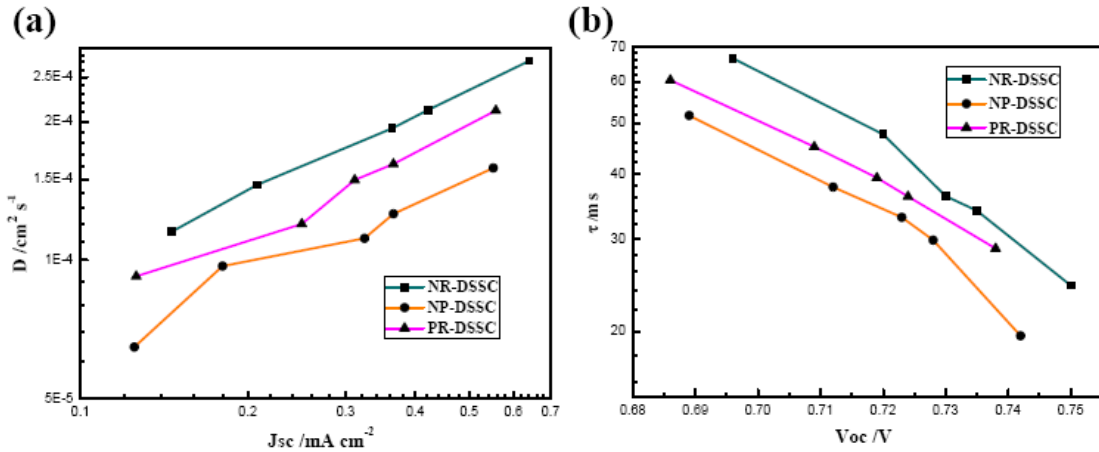 (a)
2.5E-4
2E-4
1.5E-4
1E-4
5E-5
D /cm² s⁻¹
NR-DSSC
NP-DSSC
PR-DSSC
0.1 0.2 0.3 0.4 0.5 0.6 0.7
Jsc /mA cm⁻²
(b)
70
60
50
40
30
20
τ/ms
NR-DSSC
NP-DSSC
PR-DSSC
0.68 0.69 0.70 0.71 0.72 0.73 0.74 0.75
Voc /V